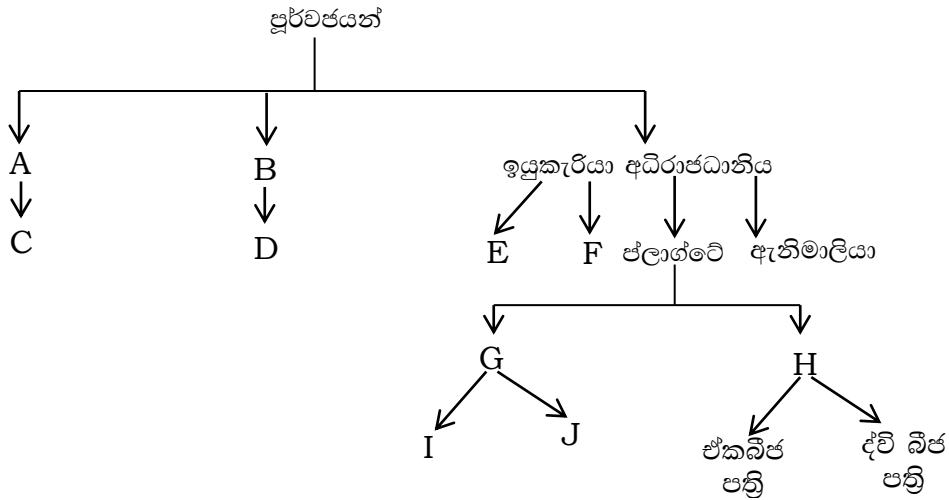 පූර්වජයන්
A
B
ඉයුකැරියා අධිරාජධානිය
C
D
E
F
ප්ලාග්ටේ
ඇනිමාලියා
G
H
I
J
ඒකබීජ
පත්‍රි
ද්වි බීජ
පත්‍රි